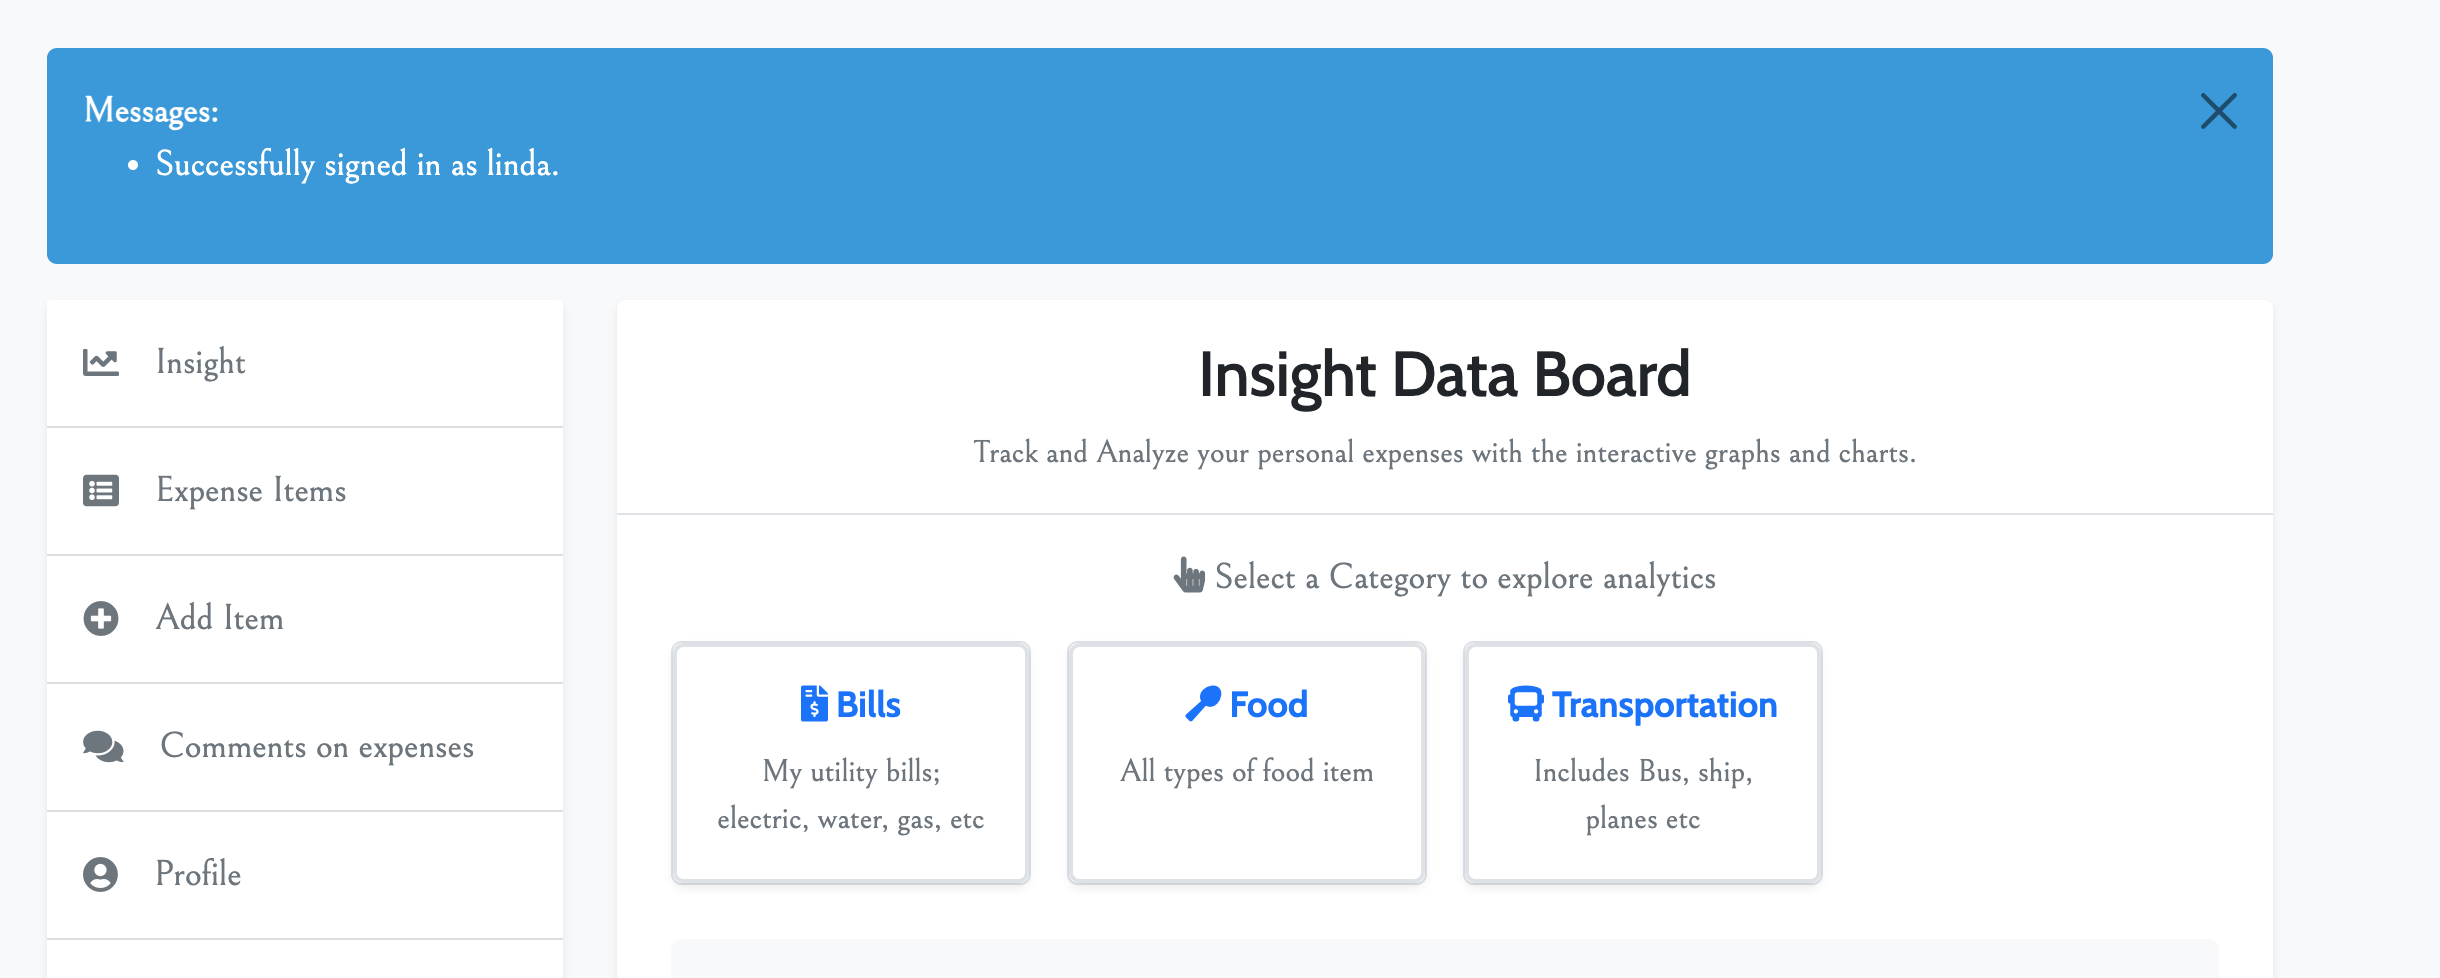 Messages:
Successfully signed in as linda.
Insight
Expense Items
Add Item
Comments on expenses
Profile
Insight Data Board
Track and Analyze your personal expenses with the interactive graphs and charts.
Select a Category to explore analytics
Bills
My utility bills;
electric, water, gas, etc
Food
All types of food item
Transportation
Includes Bus, ship,
planes etc